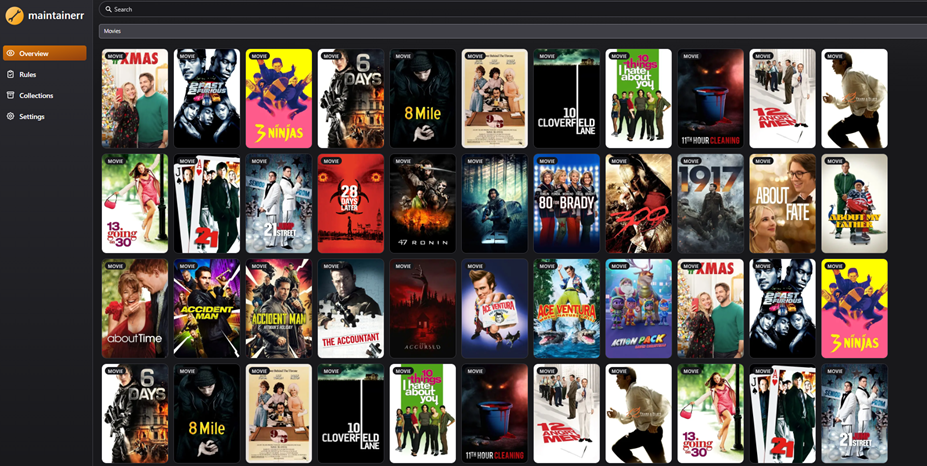 maintainerr
Search
Movies
Overview
Rules
Collections
Settings
MOVIE
#XMAS
MOVIE
2 FAST
FURIOUS
MOVIE
3 NINJAS
MOVIE
6
DAYS
MOVIE
8 Mile
MOVIE
9 to 5
MOVIE
10
CLOVERFIELD
LANE
MOVIE
10 things
I hate
about you
MOVIE
11TH HOUR CLEANING
MOVIE
12
ANGRY
MEN
MOVIE
MOVIE
13
going on
30
MOVIE
21
MOVIE
21 JUMP
STREET
MOVIE
28
DAYS
LATER
MOVIE
47 RONIN
MOVIE
MOVIE
80 FOR BRADY
MOVIE
300
MOVIE
1917
MOVIE
ABOUT
FATE
MOVIE
ABOUT MY
FATHER
MOVIE
about Time
MOVIE
ACCIDENT
MAN
MOVIE
ACCIDENT MAN
HITMAN'S HOLIDAY
MOVIE
THE ACCOUNTANT
MOVIE
ACCURSED
MOVIE
ACE VENTURA
MOVIE
ACE VENTURA
MOVIE
ACTION PACK
MOVIE
#XMAS
MOVIE
2 FAST
FURIOUS
MOVIE
3 NINJAS
MOVIE
6
DAYS
MOVIE
8 Mile
MOVIE
MOVIE
10
CLOVERFIELD
LANE
MOVIE
10 things
I hate
about you
MOVIE
11TH HOUR CLEANING
MOVIE
12
ANGRY
MEN
MOVIE
MOVIE
13
going on
30
MOVIE
21
MOVIE
21 JUMP
STREET